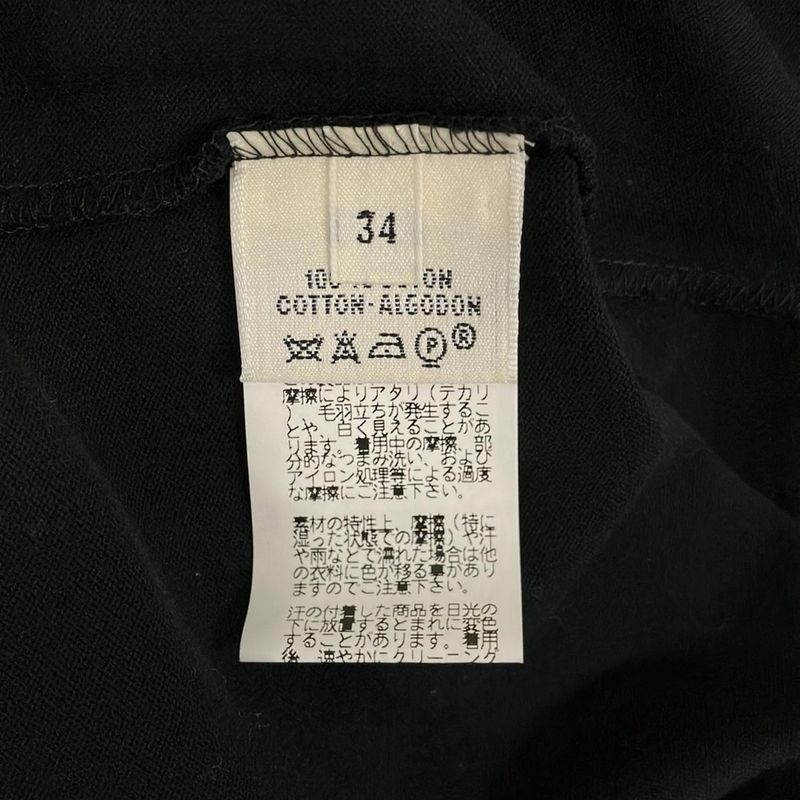 34
COTTON-ALGODON
P ®
摩擦によりアタリ(テカリ
)、毛羽立ちが発生するこ
とや、白く見えることがあ
ります。着用中の摩擦、部
分的なつまみ洗い、および
アイロン処理等による過度
な摩擦にご注意下さい。
素材の特性上、摩擦(特に
湿った状態での摩擦)や汗
や雨などで濡れた場合は他
の衣料に色が移る事があり
ますのでご注意下さい。
汗の付着した商品を日光の
下に放置するとまれに変色
することがあります。着用
後、速やかにクリーニング